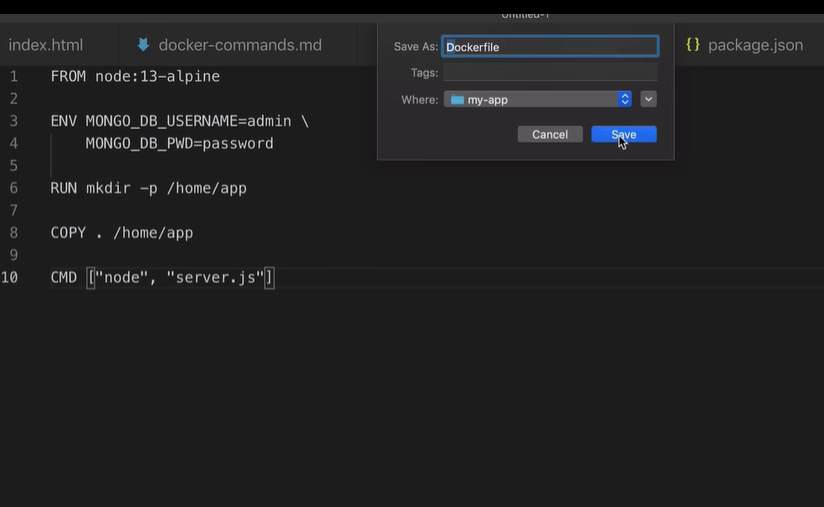 Untitled-1
index.html
docker-commands.md
Save As: Dockerfile
{} package.json
Tags:
Where: my-app
Cancel Save
1 FROM node:13-alpine
2
3 ENV MONGO_DB_USERNAME=admin \
4 MONGO_DB_PWD=password
5
6 RUN mkdir -p /home/app
7
8 COPY . /home/app
9
10 CMD ["node", "server.js"]